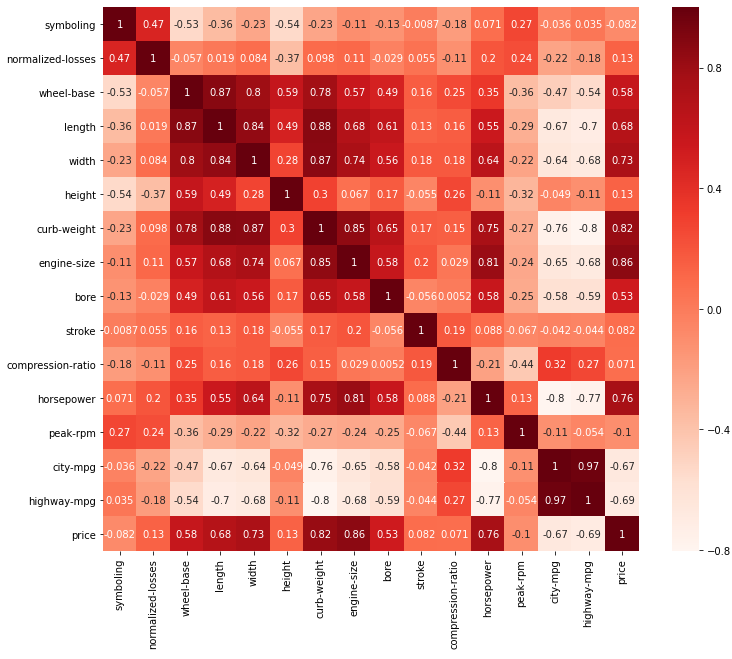 symboling 1 0.47 -0.53 -0.36 -0.23 -0.54 -0.23 -0.11 -0.13 -0.0087 -0.18 0.071 0.27 -0.036 0.035 -0.082
normalized-losses 0.47 1 -0.057 0.019 0.084 -0.37 0.098 0.11 -0.029 0.055 -0.11 0.2 0.24 -0.22 -0.18 0.13
wheel-base -0.53 -0.057 1 0.87 0.8 0.59 0.78 0.57 0.49 0.16 0.25 0.35 -0.36 -0.47 -0.54 0.58
length -0.36 0.019 0.87 1 0.84 0.49 0.88 0.68 0.61 0.13 0.16 0.55 -0.29 -0.67 -0.7 0.68
width -0.23 0.084 0.8 0.84 1 0.28 0.87 0.74 0.56 0.18 0.18 0.64 -0.22 -0.64 -0.68 0.73
height -0.54 -0.37 0.59 0.49 0.28 1 0.3 0.067 0.17 -0.055 0.26 -0.11 -0.32 -0.049 -0.11 0.13
curb-weight -0.23 0.098 0.78 0.88 0.87 0.3 1 0.85 0.65 0.17 0.15 0.75 -0.27 -0.76 -0.8 0.82
engine-size -0.11 0.11 0.57 0.68 0.74 0.067 0.85 1 0.58 0.2 0.029 0.81 -0.24 -0.65 -0.68 0.86
bore -0.13 -0.029 0.49 0.61 0.56 0.17 0.65 0.58 1 -0.056 0.0052 0.58 -0.25 -0.58 -0.59 0.53
stroke -0.0087 0.055 0.16 0.13 0.18 -0.055 0.17 0.2 -0.056 1 0.19 0.088 -0.067 -0.042 -0.044 0.082
compression-ratio -0.18 -0.11 0.25 0.16 0.18 0.26 0.15 0.029 0.0052 0.19 1 -0.21 -0.44 0.32 0.27 0.071
horsepower 0.071 0.2 0.35 0.55 0.64 -0.11 0.75 0.81 0.58 0.088 -0.21 1 0.13 -0.8 -0.77 0.76
peak-rpm 0.27 0.24 -0.36 -0.29 -0.22 -0.32 -0.27 -0.24 -0.25 -0.067 -0.44 0.13 1 -0.11 -0.054 -0.1
city-mpg -0.036 -0.22 -0.47 -0.67 -0.64 -0.049 -0.76 -0.65 -0.58 -0.042 0.32 -0.8 -0.11 1 0.97 -0.67
highway-mpg 0.035 -0.18 -0.54 -0.7 -0.68 -0.11 -0.8 -0.68 -0.59 -0.044 0.27 -0.77 -0.054 0.97 1 -0.69
price -0.082 0.13 0.58 0.68 0.73 0.13 0.82 0.86 0.53 0.082 0.071 0.76 -0.1 -0.67 -0.69 1
symboling
normalized-losses
wheel-base
length
width
height
curb-weight
engine-size
bore
stroke
compression-ratio
horsepower
peak-rpm
city-mpg
highway-mpg
price
0.8
0.4
0.0
−0.4
−0.8